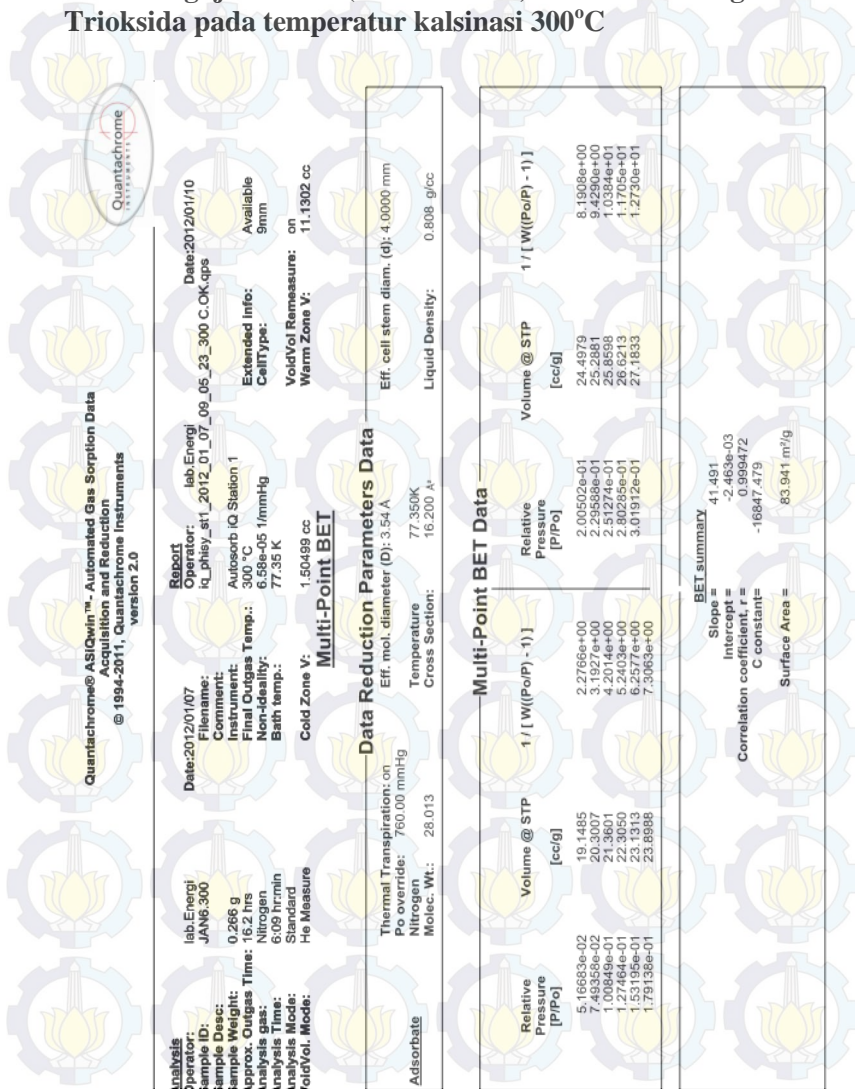 Trioksida pada temperatur kalsinasi 300°C
Quantachrome® ASiQwin™- Automated Gas Sorption Data
Acquisition and Reduction
© 1994-2011, Quantachrome Instruments
version 2.0
Quantachrome
INSTRUMENTS
Analysis Report
Operator: lab.Energi Date:2012/01/07 Operator: lab.Energi Date:2012/01/10
Sample ID: JAN6.300 Filename: iq_phisy_st1_2012_01_07_09_05_23_300 C.OK.qps
Sample Desc: Comment:
Sample Weight: 0.266 g Instrument: Autosorb iQ Station 1
Approx. Outgas Time: 16.2 hrs Final Outgas Temp.: 300 °C Extended info: Available
Analysis gas: Nitrogen Non-ideality: 6.58e-05 1/mmHg CellType: 9mm
Analysis Time: 6:09 hr:min Bath temp.: 77.35 K
Analysis Mode: Standard VoidVol Remeasure: on
VoidVol. Mode: He Measure Cold Zone V: 1.50499 cc Warm Zone V: 11.1302 cc
Multi-Point BET
Data Reduction Parameters Data
Thermal Transpiration: on Eff. mol. diameter (D): 3.54 Å Eff. cell stem diam. (d): 4.0000 mm
Po override: 760.00 mmHg
Adsorbate Nitrogen Temperature 77.350K
Molec. Wt.: 28.013 Cross Section: 16.200 Å² Liquid Density: 0.808 g/cc
Multi-Point BET Data
Relative Volume @ STP 1 / [ W((Po/P) - 1) ] Relative Volume @ STP 1 / [ W((Po/P) - 1) ]
Pressure Pressure
[P/Po] [cc/g] [P/Po] [cc/g]
5.16683e-02 19.1485 2.2766e+00 2.00502e-01 24.4979 8.1908e+00
7.49358e-02 20.3007 3.1927e+00 2.29588e-01 25.2881 9.4290e+00
1.00849e-01 21.3601 4.2014e+00 2.51274e-01 25.8598 1.0384e+01
1.27464e-01 22.3050 5.2403e+00 2.80285e-01 26.6213 1.1705e+01
1.53195e-01 23.1313 6.2577e+00 3.01912e-01 27.1833 1.2730e+01
1.79138e-01 23.8988 7.3063e+00
BET summary
Slope = 41.491
Intercept = -2.463e-03
Correlation coefficient, r = 0.999472
C constant= -16847.479
Surface Area = 83.941 m²/g